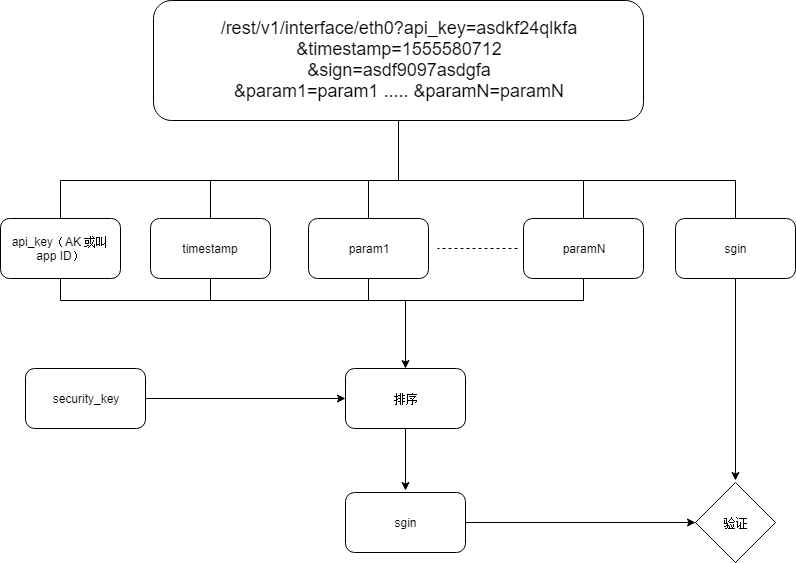 /rest/v1/interface/eth0?api_key=asdkf24qlkfa
&timestamp=1555580712
&sign=asdf9097asdgfa
&param1=param1 ..... &paramN=paramN
api_key（AK 或叫
app ID）
timestamp
param1
paramN
sgin
security_key
排序
sgin
验证